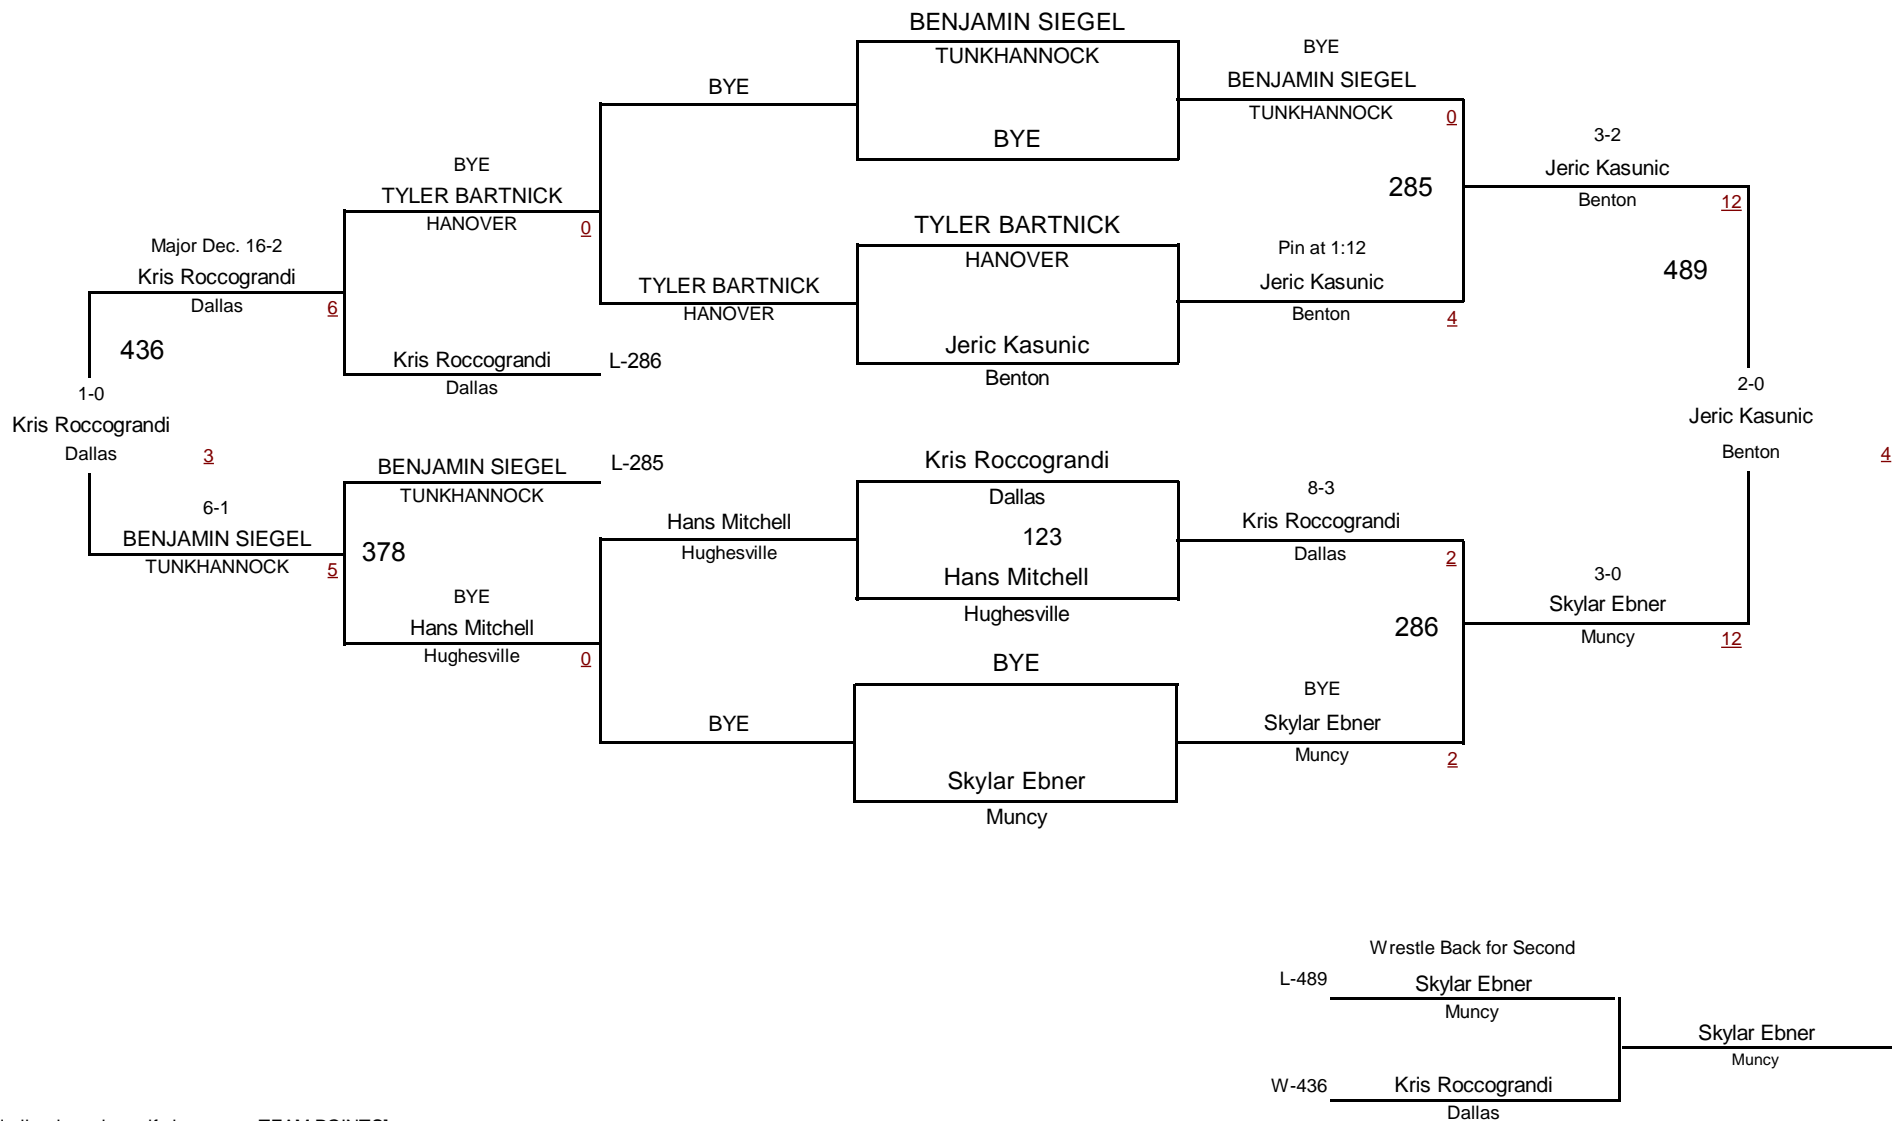 BENJAMIN SIEGEL
TUNKHANNOCK
BYE
BYE
BENJAMIN SIEGEL
TUNKHANNOCK
0
BYE
BYE
3-2
Jeric Kasunic
Benton
12
285
BYE
TYLER BARTNICK
HANOVER
0
TYLER BARTNICK
HANOVER
Major Dec. 16-2
Kris Roccograndi
Dallas
6
Pin at 1:12
Jeric Kasunic
Benton
4
489
TYLER BARTNICK
HANOVER
436
Kris Roccograndi
Dallas
L-286
Jeric Kasunic
Benton
1-0
Kris Roccograndi
Dallas
3
2-0
Jeric Kasunic
Benton
4
BENJAMIN SIEGEL
TUNKHANNOCK
L-285
Kris Roccograndi
Dallas
123
Hans Mitchell
Hughesville
8-3
Kris Roccograndi
Dallas
2
6-1
BENJAMIN SIEGEL
TUNKHANNOCK
5
378
Hans Mitchell
Hughesville
BYE
Hans Mitchell
Hughesville
0
3-0
Skylar Ebner
Muncy
12
286
BYE
BYE
Skylar Ebner
Muncy
2
BYE
Skylar Ebner
Muncy
Wrestle Back for Second
L-489
Skylar Ebner
Muncy
Skylar Ebner
Muncy
W-436
Kris Roccograndi
Dallas
TEAM POINTS]